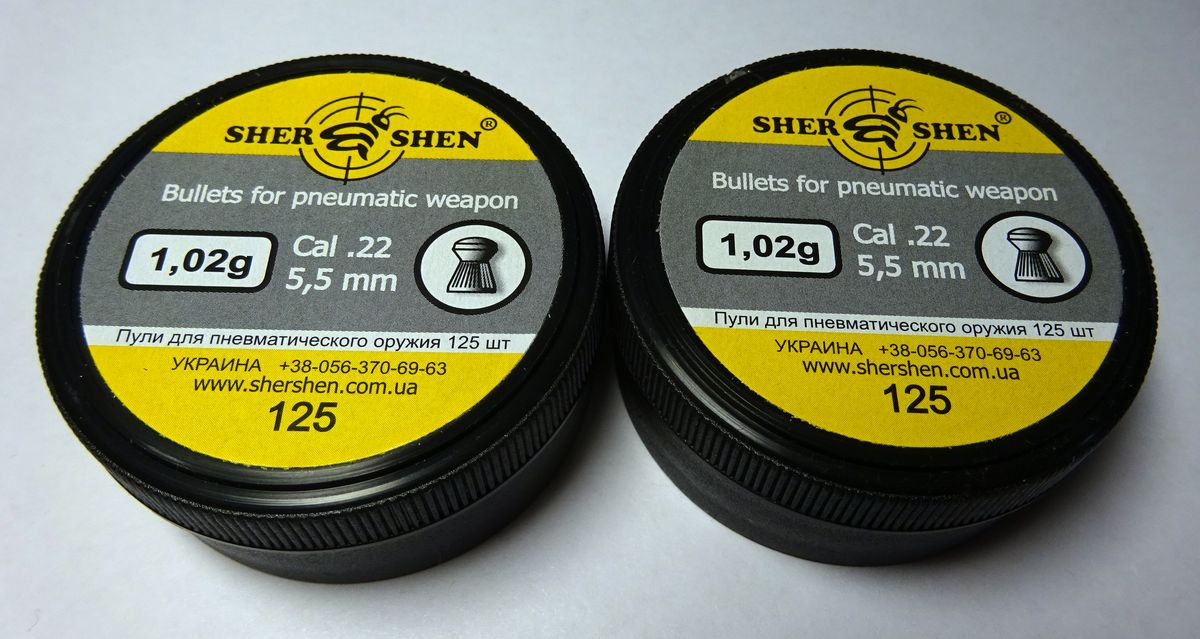 SHER SHEN®
Bullets for pneumatic weapon
1,02g
Cal .22
5,5 mm
Пули для пневматического оружия 125 шт
УКРАИНА +38-056-370-69-63
www.shershen.com.ua
125
SHER SHEN®
Bullets for pneumatic weapon
1,02g
Cal .22
5,5 mm
Пули для пневматического оружия 125 шт
УКРАИНА +38-056-370-69-63
www.shershen.com.ua
125